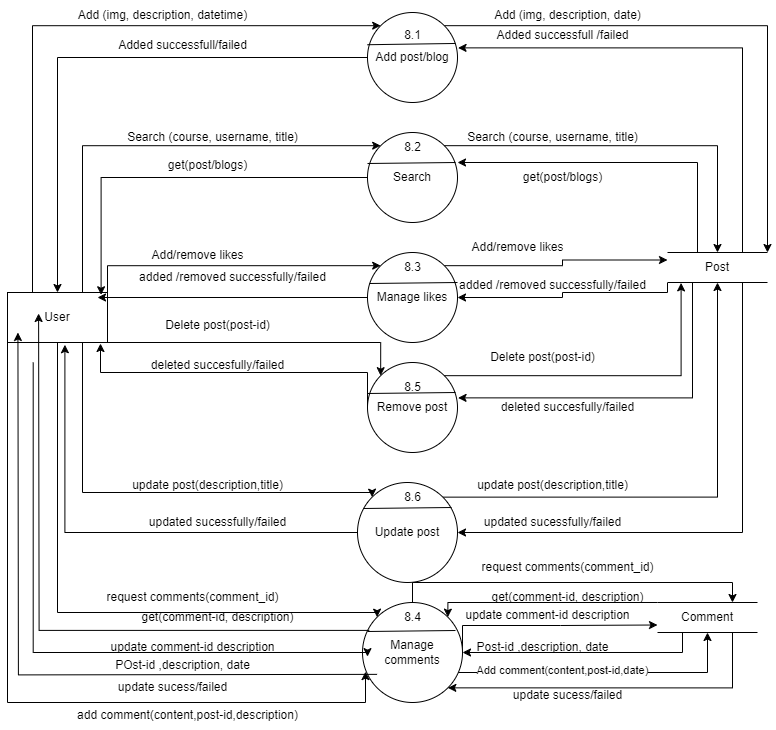 Add (img, description, datetime)
Add (img, description, date)
8.1
Added successfull/failed
Added successfull /failed
Add post/blog
Search (course, username, title)
Search (course, username, title)
8.2
get(post/blogs)
get(post/blogs)
Search
Add/remove likes
Add/remove likes
8.3
Post
added /removed successfully/failed
added /removed successfully/failed
Manage likes
User
Delete post(post-id)
Delete post(post-id)
deleted succesfully/failed
8.5
Remove post
deleted succesfully/failed
update post(description,title)
update post(description,title)
8.6
updated sucessfully/failed
updated sucessfully/failed
Update post
request comments(comment_id)
request comments(comment_id)
get(comment-id, description)
get(comment-id, description)
8.4
update comment-id description
Comment
update comment-id description
Manage
comments
Post-id ,description, date
POst-id ,description, date
Add comment(content,post-id,date)
update sucess/failed
update sucess/failed
add comment(content,post-id,description)